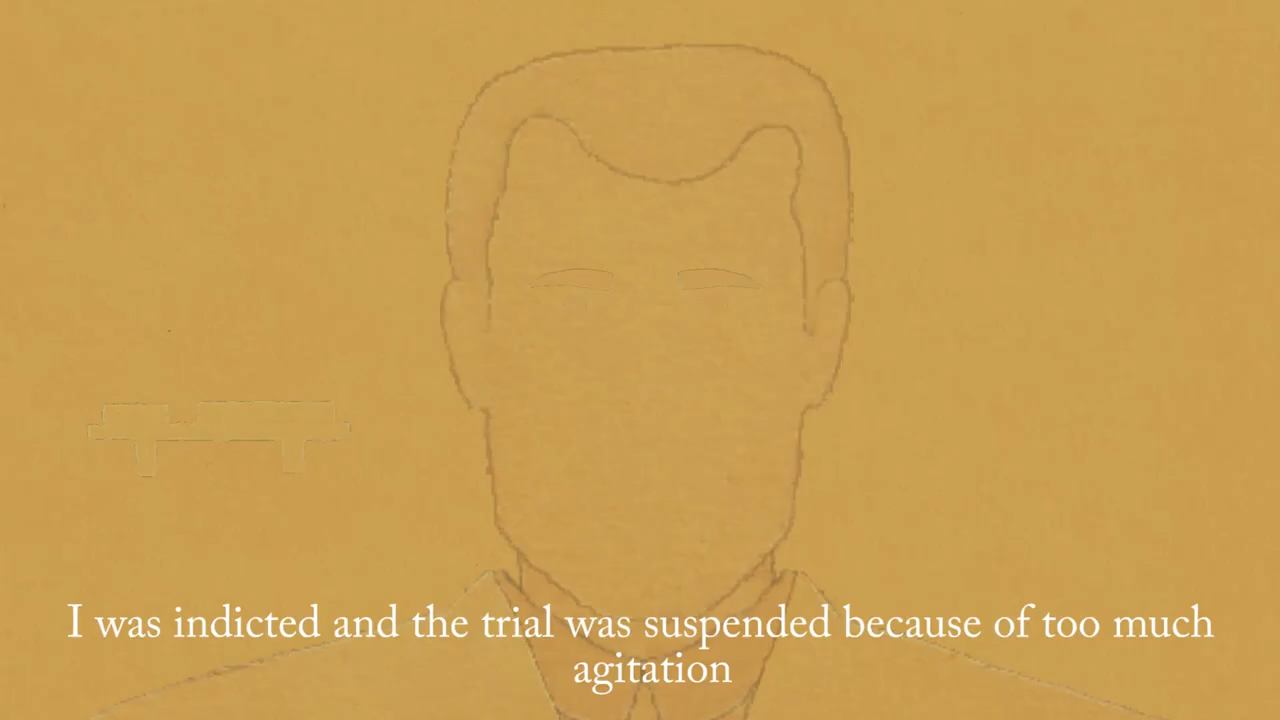 I was indicted and the trial was suspended because of too much
agitation